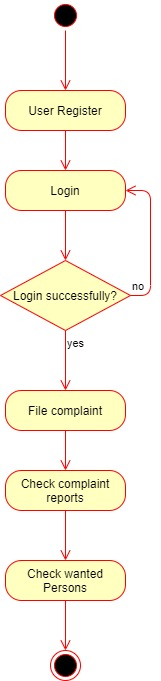 User Register
Login
Login successfully?
no
yes
File complaint
Check complaint
reports
Check wanted
Persons